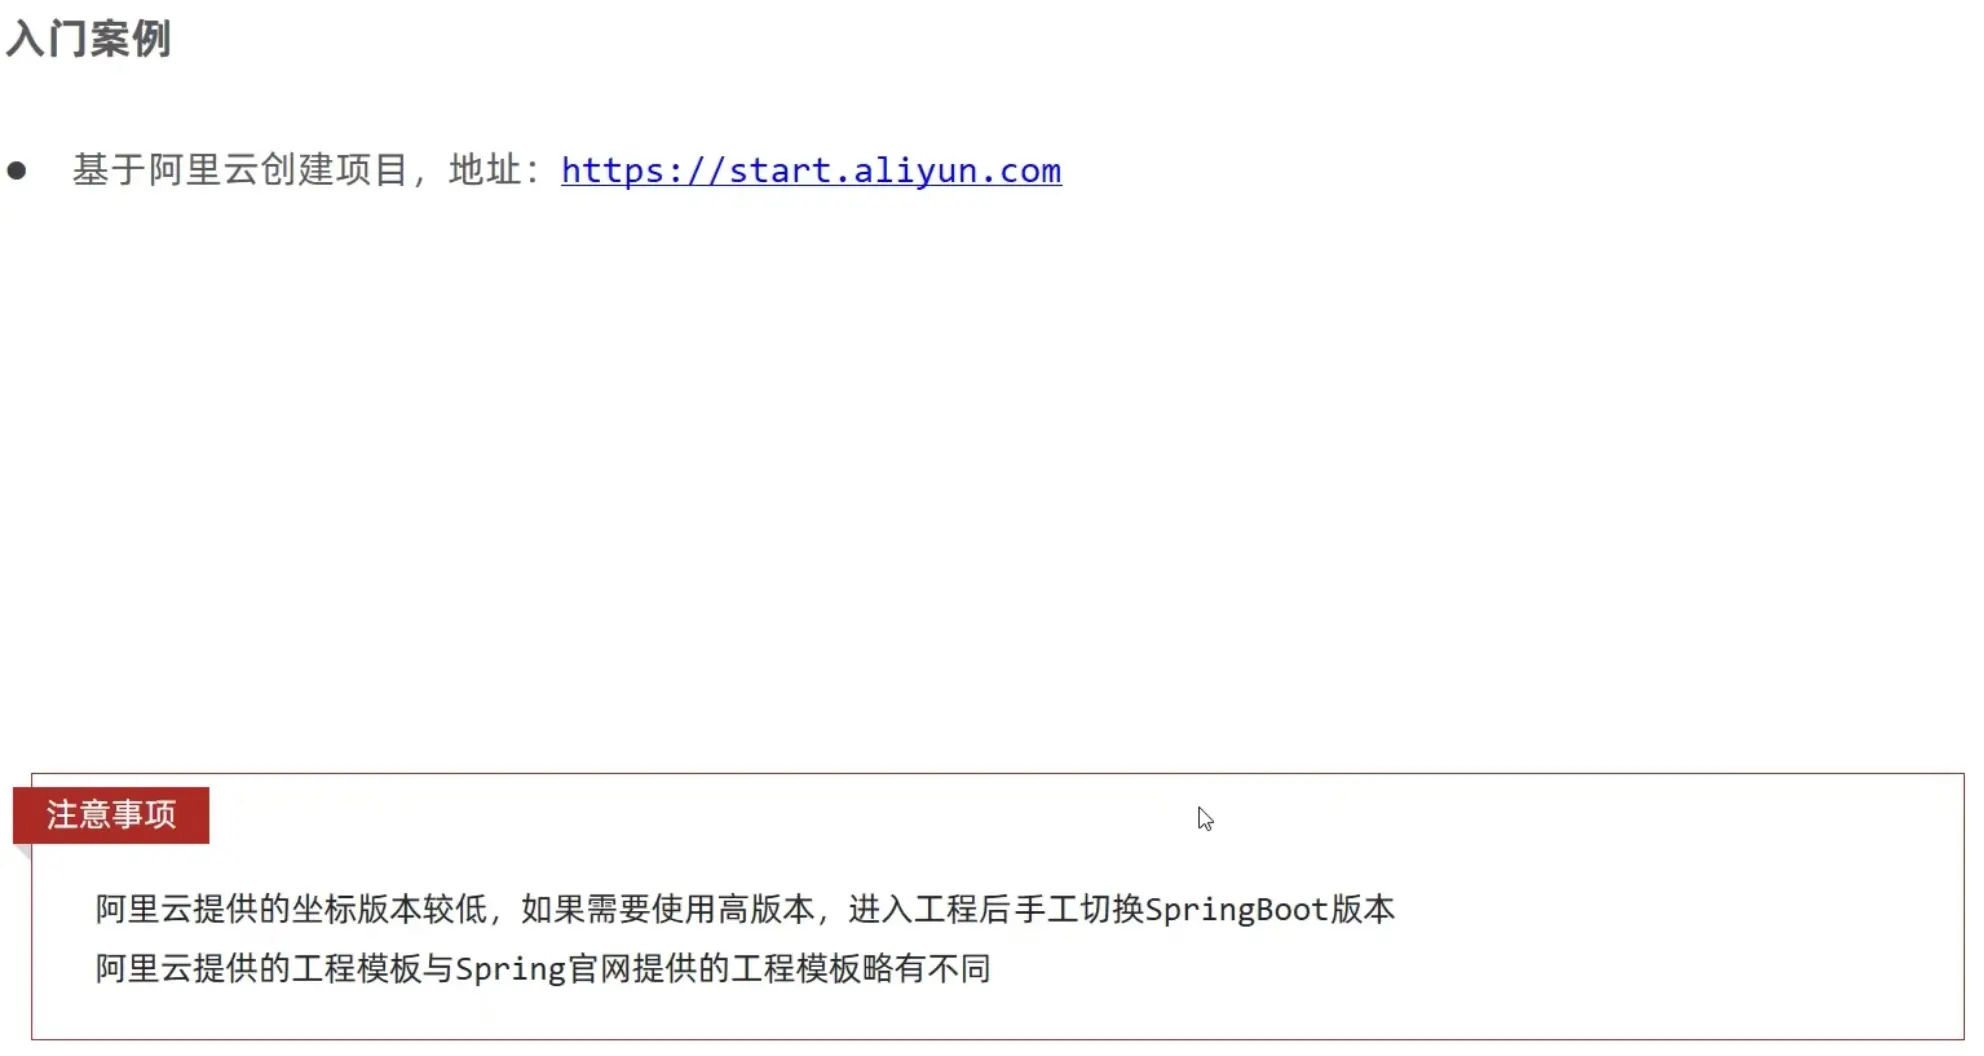 入门案例
● 基于阿里云创建项目，地址：https://start.aliyun.com
注意事项
阿里云提供的坐标版本较低，如果需要使用高版本，进入工程后手工切换SpringBoot版本
阿里云提供的工程模板与Spring官网提供的工程模板略有不同